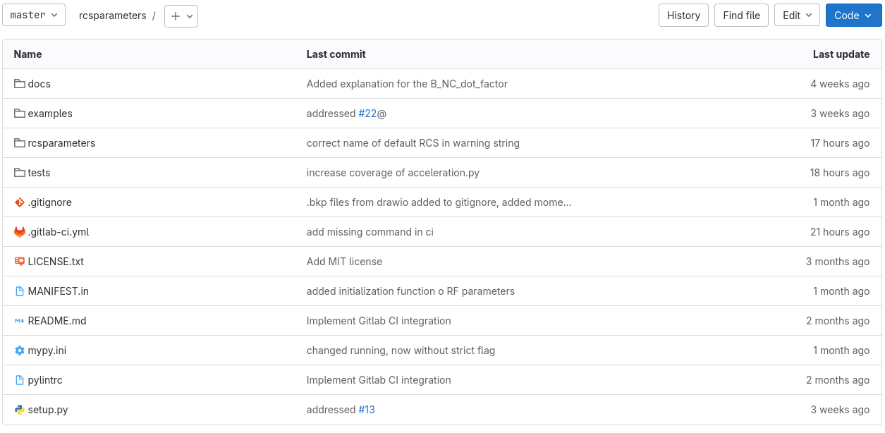 master rcsparameters / + History Find file Edit Code
Name Last commit Last update
docs Added explanation for the B_NC_dot_factor 4 weeks ago
examples addressed #22@ 3 weeks ago
rcsparameters correct name of default RCS in warning string 17 hours ago
tests increase coverage of acceleration.py 18 hours ago
.gitignore .bkp files from drawio added to gitignore, added mome... 1 month ago
.gitlab-ci.yml add missing command in ci 21 hours ago
LICENSE.txt Add MIT license 3 months ago
MANIFEST.in added initialization function o RF parameters 1 month ago
README.md Implement Gitlab CI integration 2 months ago
mypy.ini changed running, now without strict flag 1 month ago
pylintrc Implement Gitlab CI integration 2 months ago
setup.py addressed #13 3 weeks ago